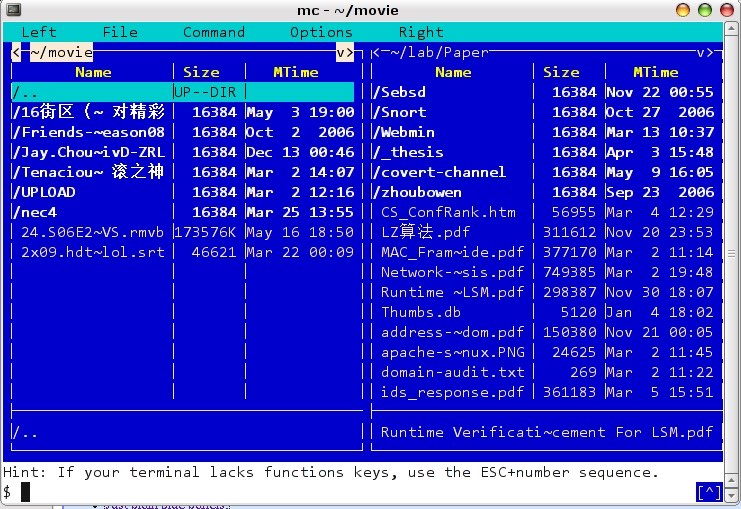 mc - ~/movie
Left File Command Options Right
< ~/movie v> <~/lab/Paper v>
Name Size MTime Name Size MTime
/.. UP--DIR /Sebsd 16384 Nov 22 00:55
/16街区 (~ 对精彩 16384 May 3 19:00 /Snort 16384 Oct 27 2006
/Friends-~eason08 16384 Oct 2 2006 /Webmin 16384 Mar 13 10:37
/Jay.Chou~ivD-ZRL 16384 Dec 13 00:46 /_thesis 16384 Apr 3 15:48
/Tenaciou~ 滚之神 16384 Mar 2 14:07 /covert-channel 16384 May 9 16:05
/UPLOAD 16384 Mar 2 12:16 /zhoubowen 16384 Sep 23 2006
/nec4 16384 Mar 25 13:55 CS_ConfRank.htm 56955 Mar 4 12:29
24.S06E2~VS.rmvb 173576K May 16 18:50 LZ算法.pdf 311612 Nov 20 23:53
2x09.hdt~lol.srt 46621 Mar 22 00:09 MAC_Fram~ide.pdf 377170 Mar 2 11:14
Network-~sis.pdf 749385 Mar 2 19:48
Runtime ~LSM.pdf 298387 Nov 30 18:07
Thumbs.db 5120 Jan 4 18:02
address-~dom.pdf 150380 Nov 21 00:05
apache-s~nux.PNG 24625 Mar 2 11:45
domain-audit.txt 269 Mar 2 11:22
ids_response.pdf 361183 Mar 5 15:51
/.. Runtime Verificati~cement For LSM.pdf
Hint: If your terminal lacks functions keys, use the ESC+number sequence.
$ [^]